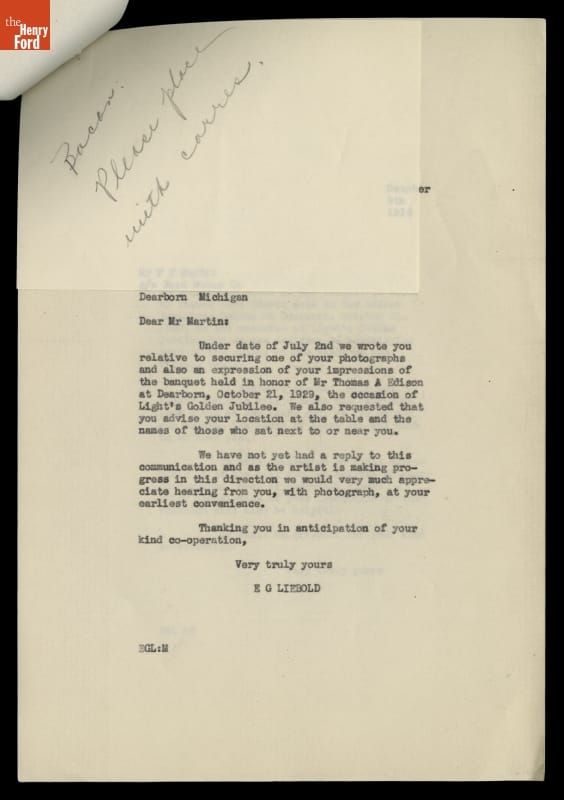 the
Henry
Ford
Bacon.
Please place
with corres.
er
Dearborn Michigan
Dear Mr Martin:
Under date of July 2nd we wrote you
relative to securing one of your photographs
and also an expression of your impressions of
the banquet held in honor of Mr Thomas A Edison
at Dearborn, October 21, 1929, the occasion of
Light's Golden Jubilee. We also requested that
you advise your location at the table and the
names of those who sat next to or near you.
We have not yet had a reply to this
communication and as the artist is making pro-
gress in this direction we would very much appre-
ciate hearing from you, with photograph, at your
earliest convenience.
Thanking you in anticipation of your
kind co-operation,
Very truly yours
E G LIEBOLD
EGL:M